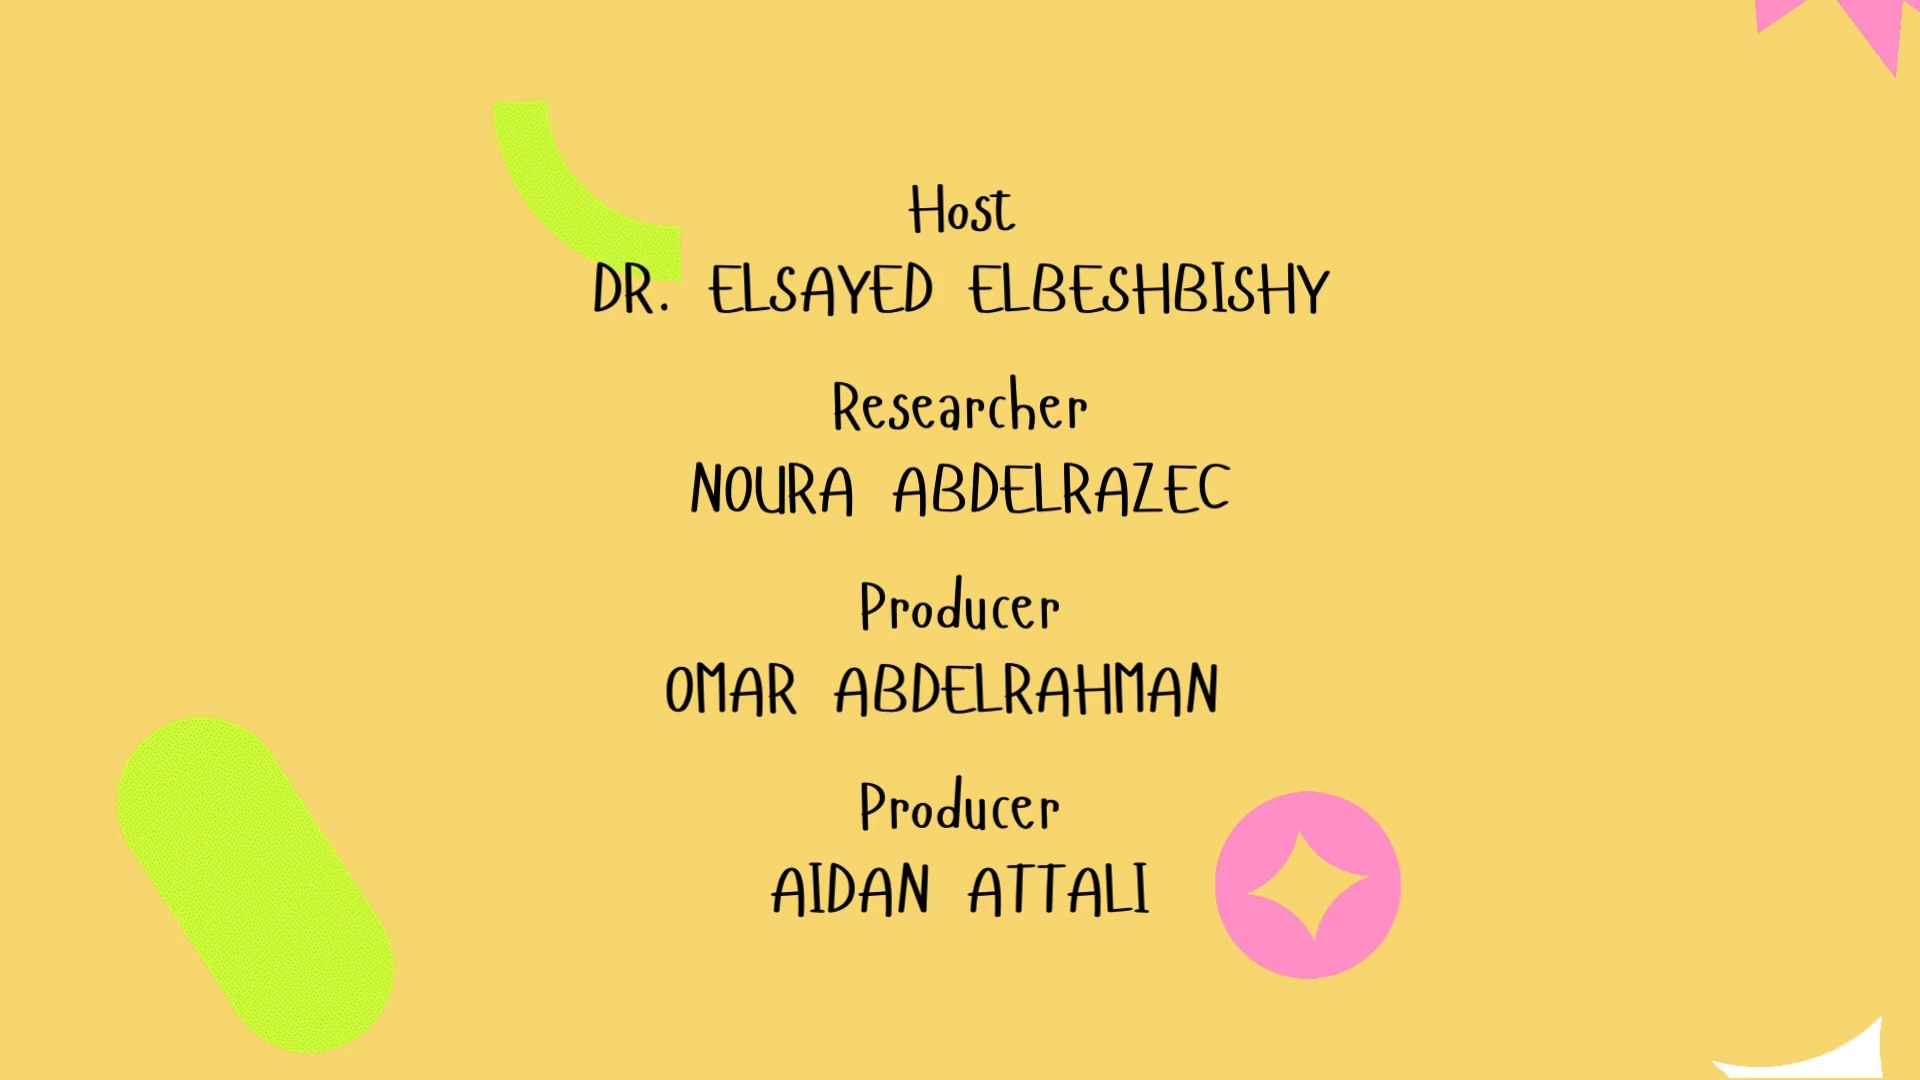 Host
DR. ELSAYED ELBESHBISHY
Researcher
NOURA ABDELRAZEC
Producer
OMAR ABDELRAHMAN
Producer
AIDAN ATTALI